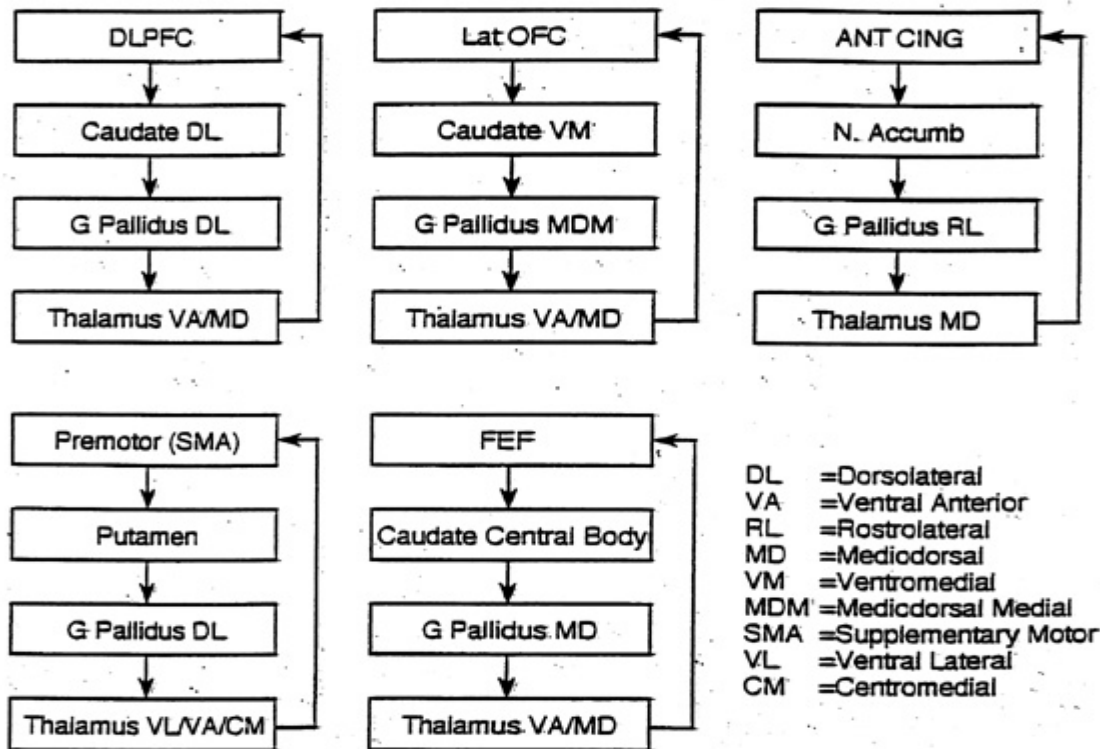 DLPFC
Caudate DL
G Pallidus DL
Thalamus VA/MD
Lat OFC
Caudate VM
G Pallidus MDM
Thalamus VA/MD
ANT CING
N. Accumb
G Pallidus RL
Thalamus MD
Premotor (SMA)
Putamen
G Pallidus DL
Thalamus VL/VA/CM
FEF
Caudate Central Body
G Pallidus MD
Thalamus VA/MD
DL =Dorsolateral
VA =Ventral Anterior
RL =Rostrolateral
MD =Mediodorsal
VM =Ventromedial
MDM =Mediodorsal Medial
SMA =Supplementary Motor
VL =Ventral Lateral
CM =Centromedial